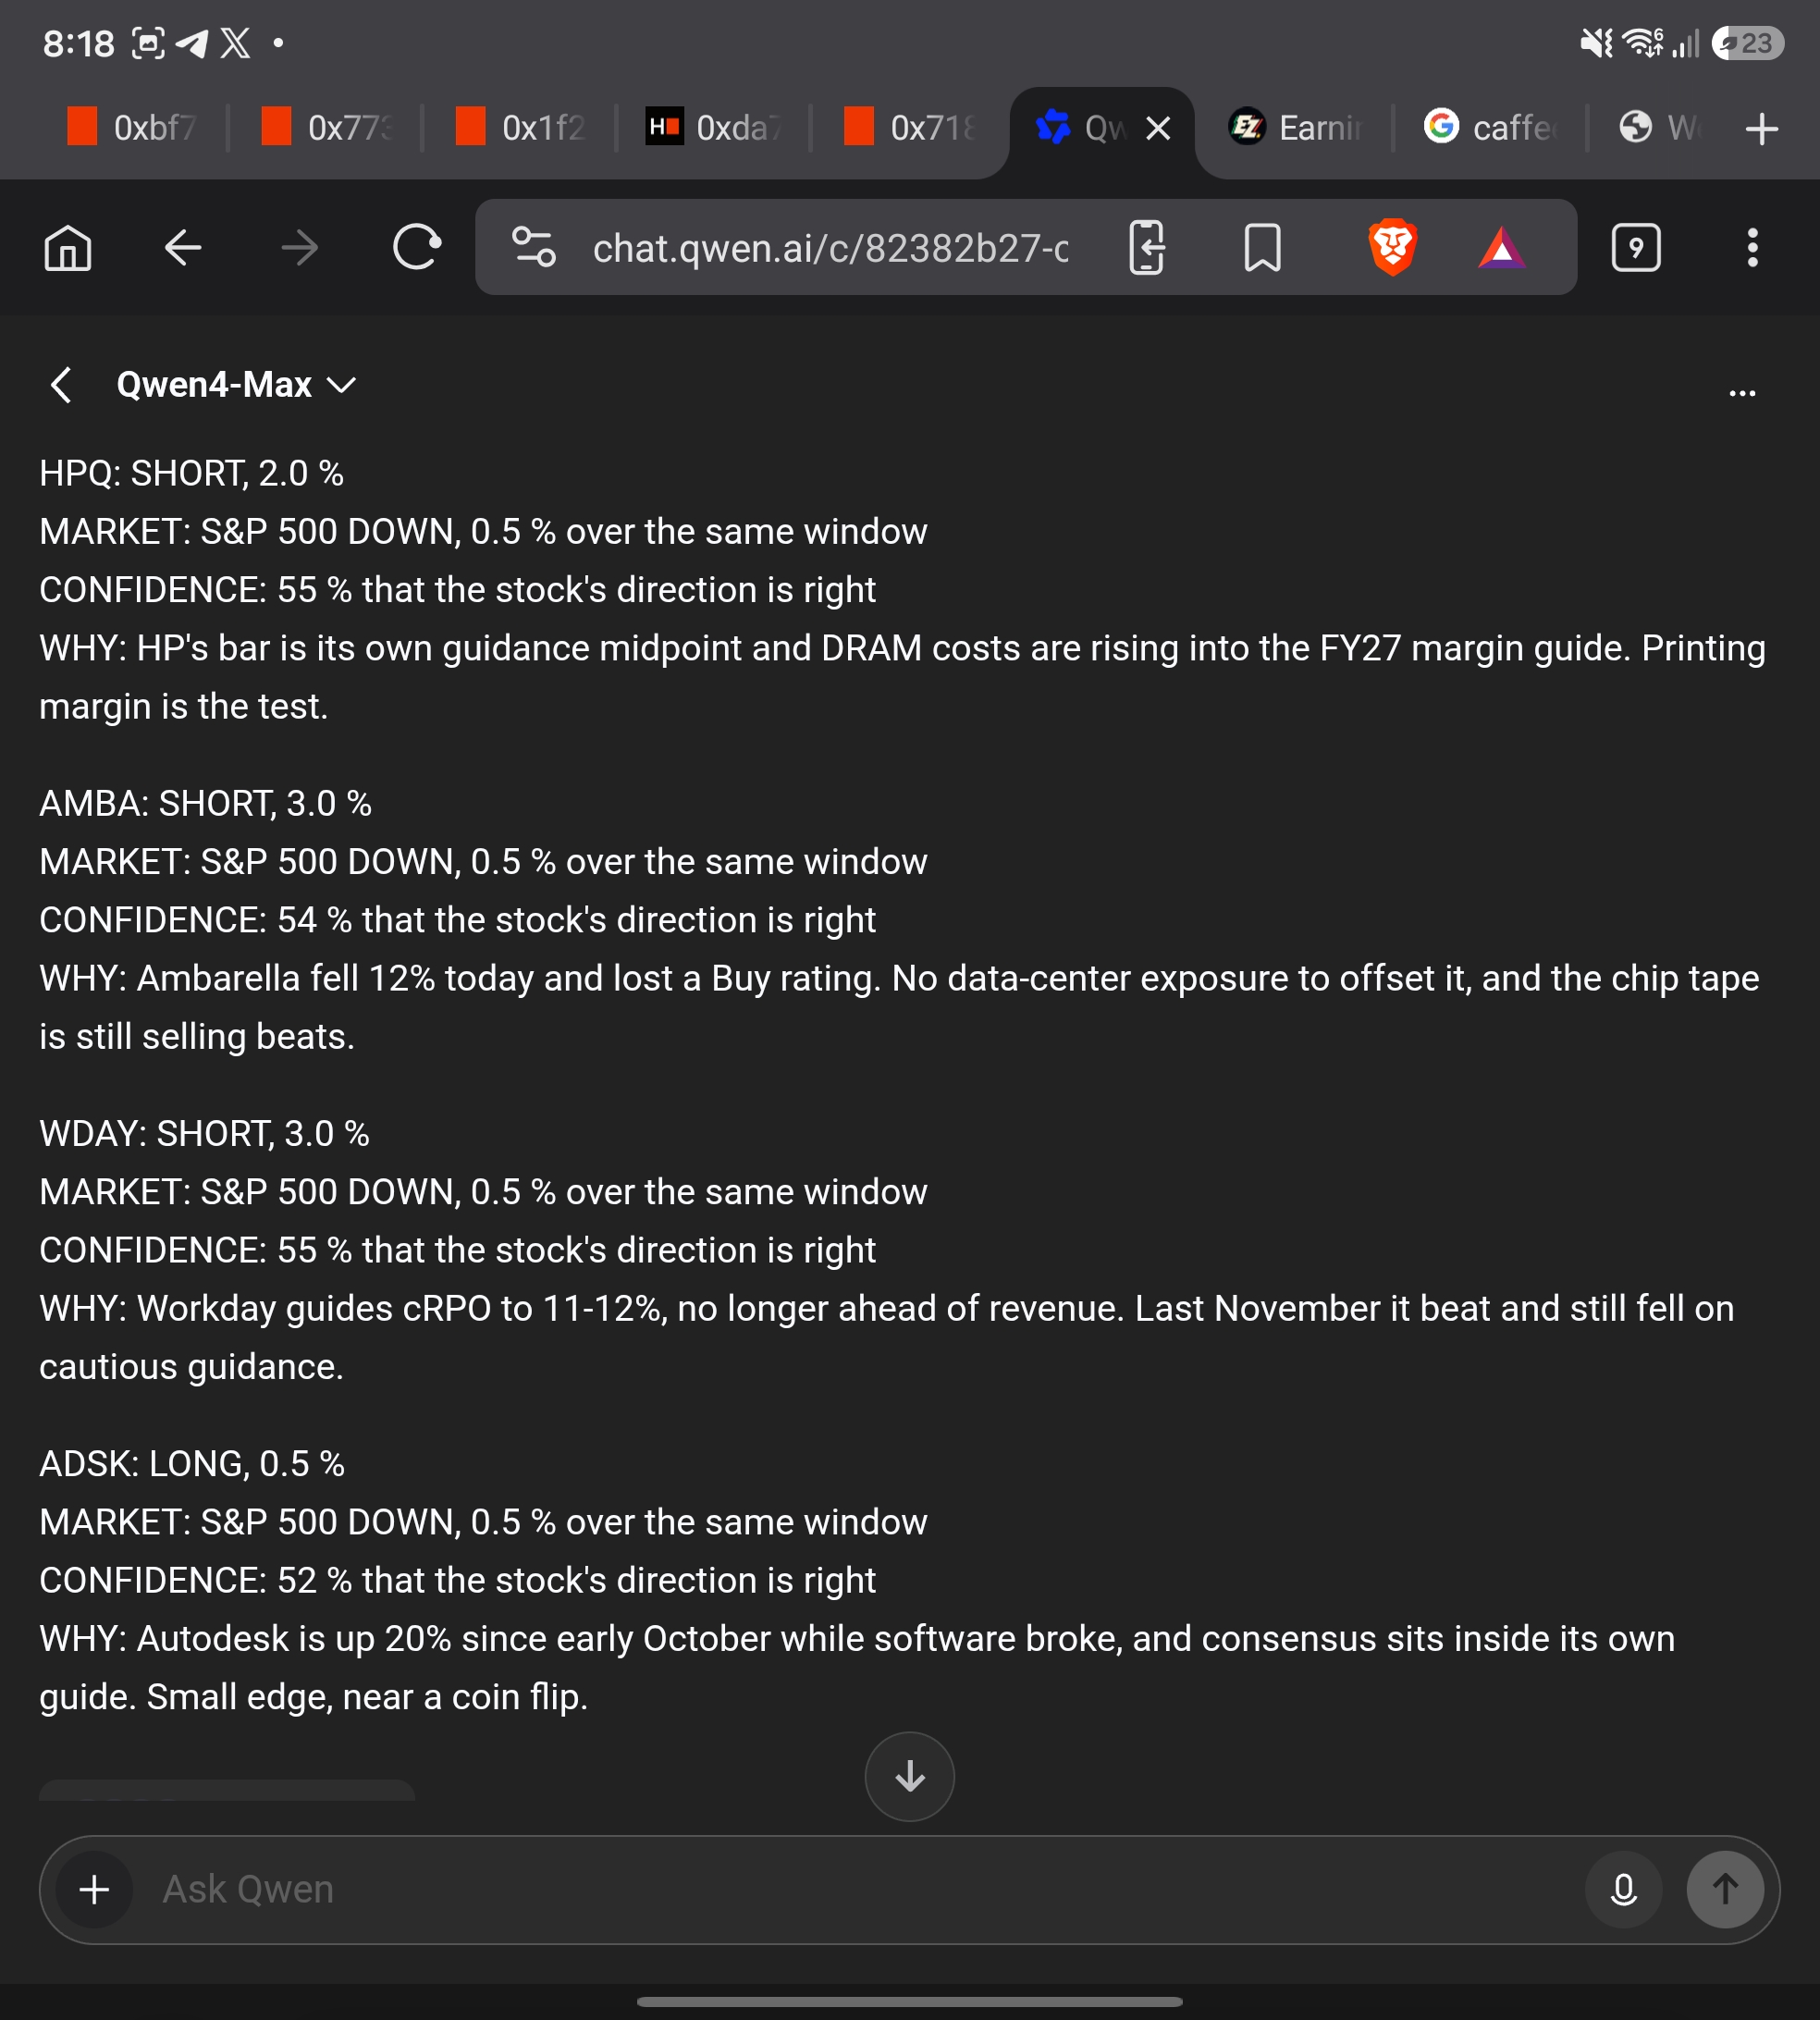 8:18
23
0xbf7
0x773
0x1f2
H
0xda7
0x718
Qw
EZ
Earnin
G
caffe
W
chat.qwen.ai/c/82382b27-c
9
Qwen4-Max
HPQ: SHORT, 2.0 %
MARKET: S&P 500 DOWN, 0.5 % over the same window
CONFIDENCE: 55 % that the stock's direction is right
WHY: HP's bar is its own guidance midpoint and DRAM costs are rising into the FY27 margin guide. Printing
margin is the test.
AMBA: SHORT, 3.0 %
MARKET: S&P 500 DOWN, 0.5 % over the same window
CONFIDENCE: 54 % that the stock's direction is right
WHY: Ambarella fell 12% today and lost a Buy rating. No data-center exposure to offset it, and the chip tape
is still selling beats.
WDAY: SHORT, 3.0 %
MARKET: S&P 500 DOWN, 0.5 % over the same window
CONFIDENCE: 55 % that the stock's direction is right
WHY: Workday guides cRPO to 11-12%, no longer ahead of revenue. Last November it beat and still fell on
cautious guidance.
ADSK: LONG, 0.5 %
MARKET: S&P 500 DOWN, 0.5 % over the same window
CONFIDENCE: 52 % that the stock's direction is right
WHY: Autodesk is up 20% since early October while software broke, and consensus sits inside its own
guide. Small edge, near a coin flip.
Ask Qwen